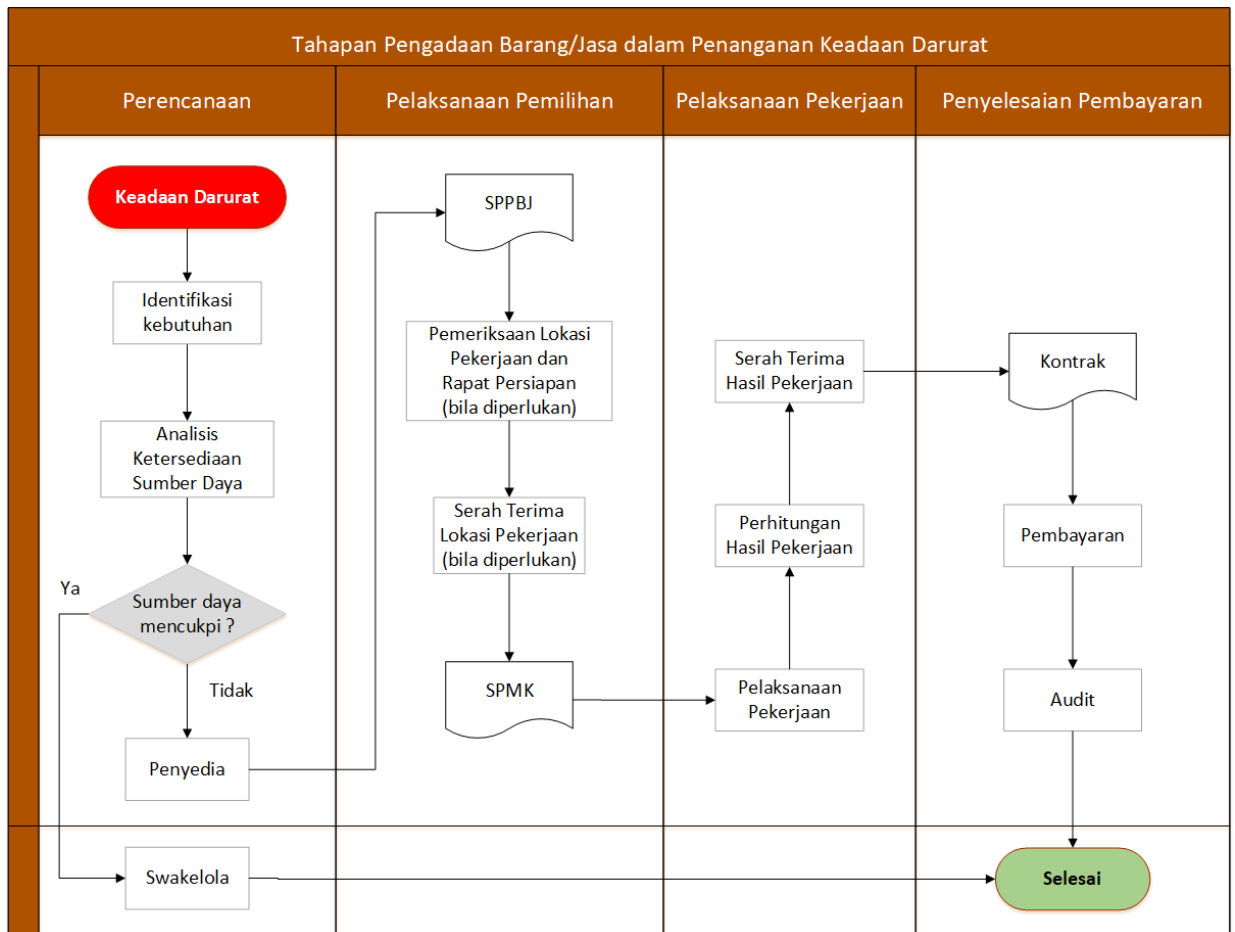 Tahapan Pengadaan Barang/Jasa dalam Penanganan Keadaan Darurat
Perencanaan
Pelaksanaan Pemilihan
Pelaksanaan Pekerjaan
Penyelesaian Pembayaran
Keadaan Darurat
Identifikasi
kebutuhan
Analisis
Ketersediaan
Sumber Daya
Ya
Sumber daya
mencukpi ?
Tidak
Penyedia
Swakelola
SPPBJ
Pemeriksaan Lokasi
Pekerjaan dan
Rapat Persiapan
(bila diperlukan)
Serah Terima
Lokasi Pekerjaan
(bila diperlukan)
SPMK
Pelaksanaan
Pekerjaan
Perhitungan
Hasil Pekerjaan
Serah Terima
Hasil Pekerjaan
Kontrak
Pembayaran
Audit
Selesai